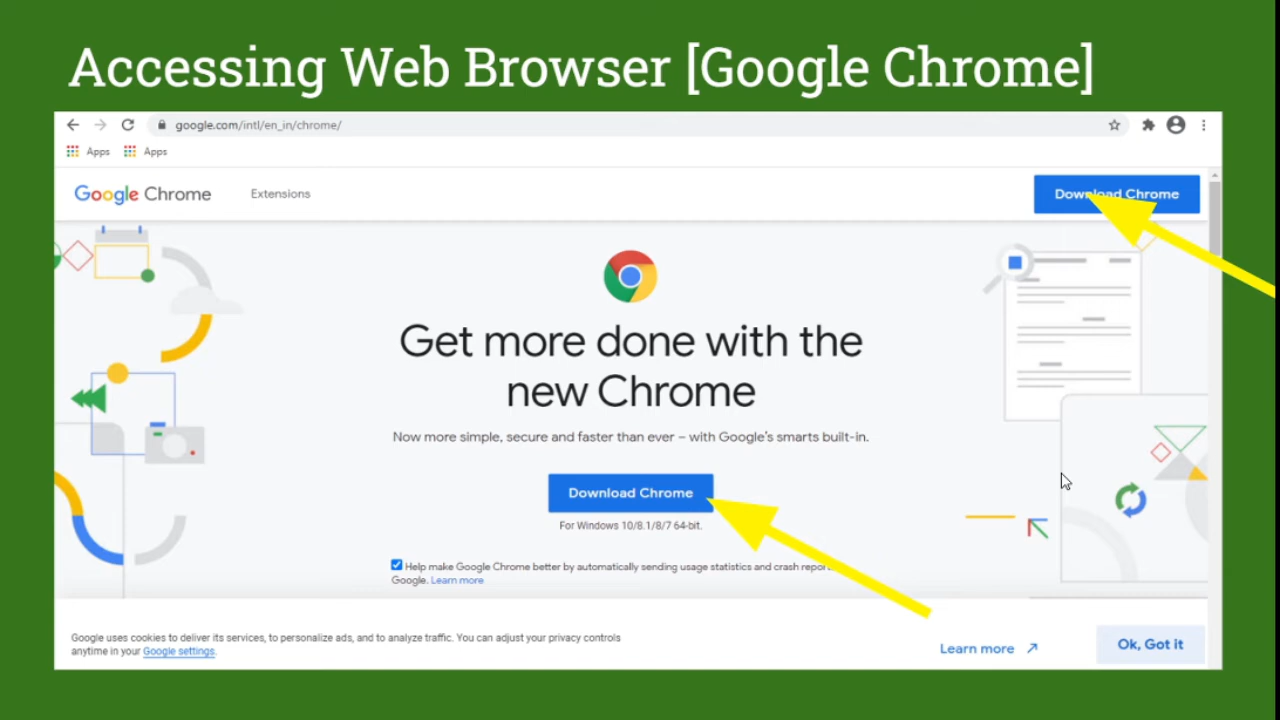 Accessing Web Browser [Google Chrome]
google.com/intl/en_in/chrome/
Apps Apps
Google Chrome Extensions Download Chrome
Get more done with the
new Chrome
Now more simple, secure and faster than ever – with Google's smarts built-in.
Download Chrome
For Windows 10/8.1/8/7 64-bit.
Help make Google Chrome better by automatically sending usage statistics and crash
Google. Learn more
Google uses cookies to deliver its services, to personalize ads, and to analyze traffic. You can adjust your privacy controls
anytime in your Google settings.
Learn more Ok, Got it